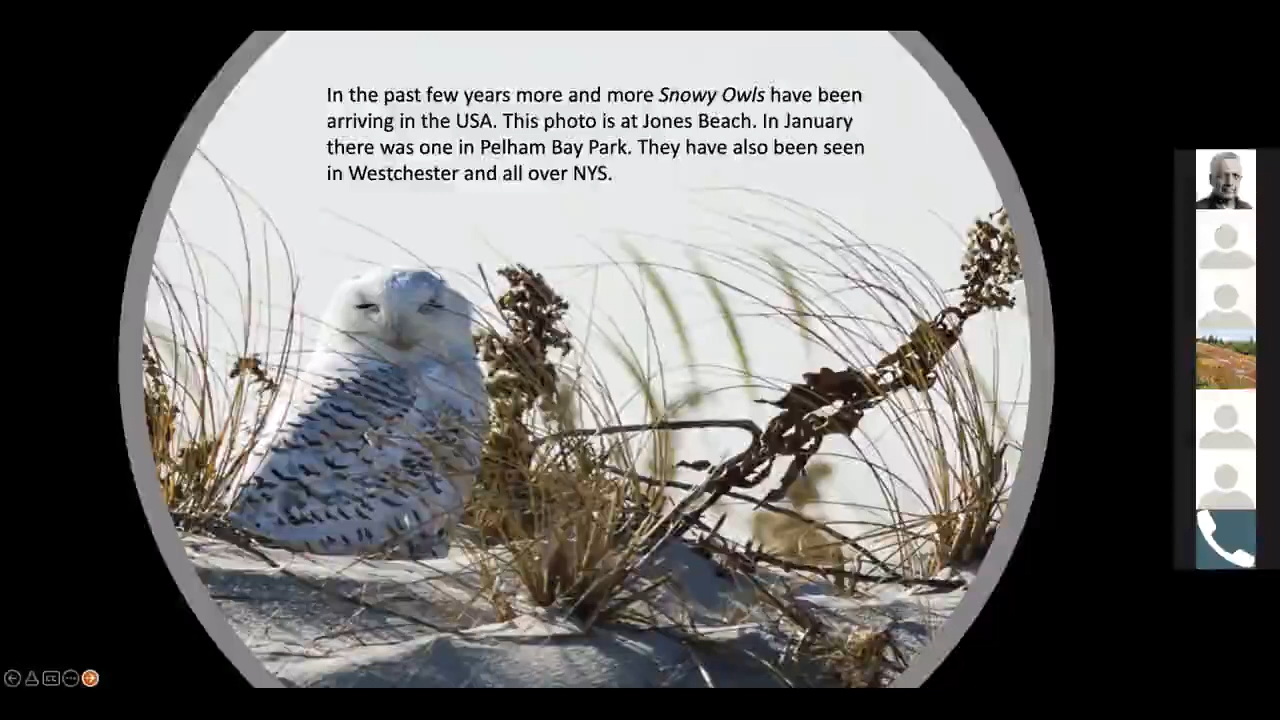 In the past few years more and more Snowy Owls have been
arriving in the USA. This photo is at Jones Beach. In January
there was one in Pelham Bay Park. They have also been seen
in Westchester and all over NYS.